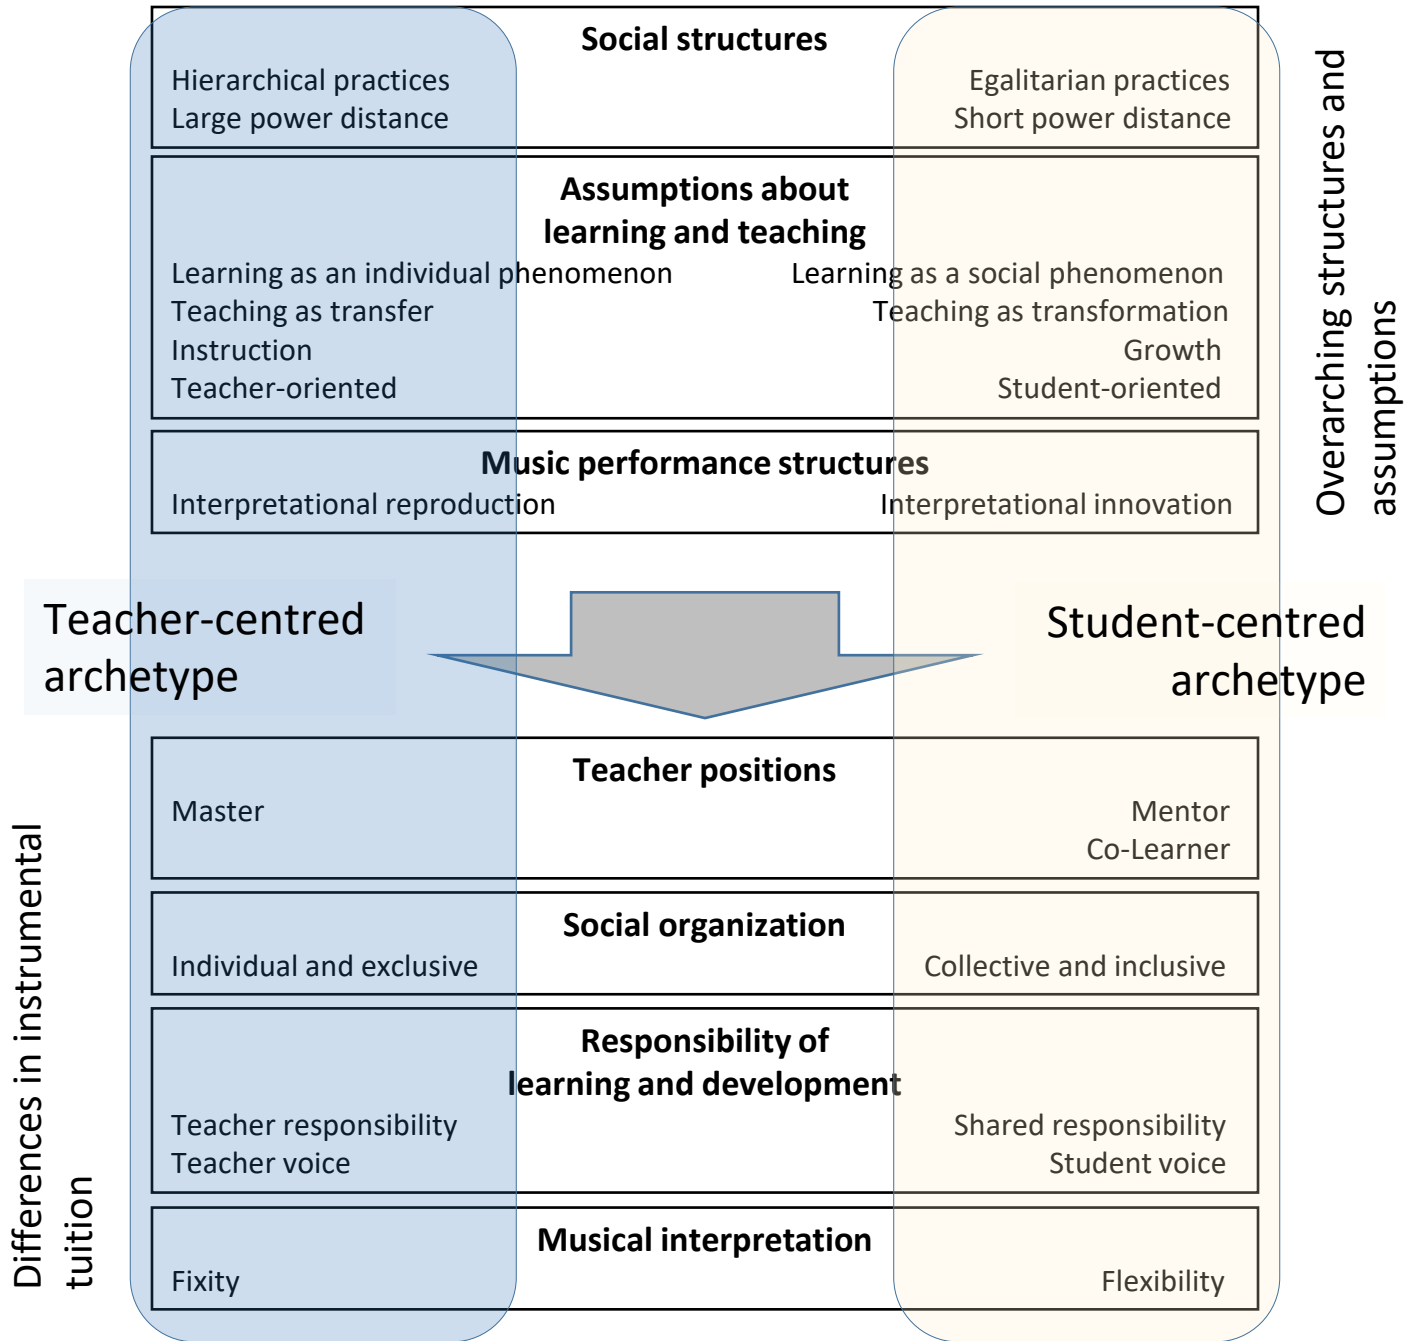 Social structures
Hierarchical practices
Egalitarian practices
Large power distance
Short power distance
Assumptions about
learning and teaching
Learning as an individual phenomenon
Learning as a social phenomenon
Teaching as transfer
Teaching as transformation
Instruction
Growth
Teacher-oriented
Student-oriented
Music performance structures
Interpretational reproduction
Interpretational innovation
Overarching structures and
assumptions
Teacher-centred
archetype
Student-centred
archetype
Teacher positions
Master
Mentor
Co-Learner
Social organization
Individual and exclusive
Collective and inclusive
Responsibility of
learning and development
Teacher responsibility
Shared responsibility
Teacher voice
Student voice
Musical interpretation
Fixity
Flexibility
Differences in instrumental
tuition